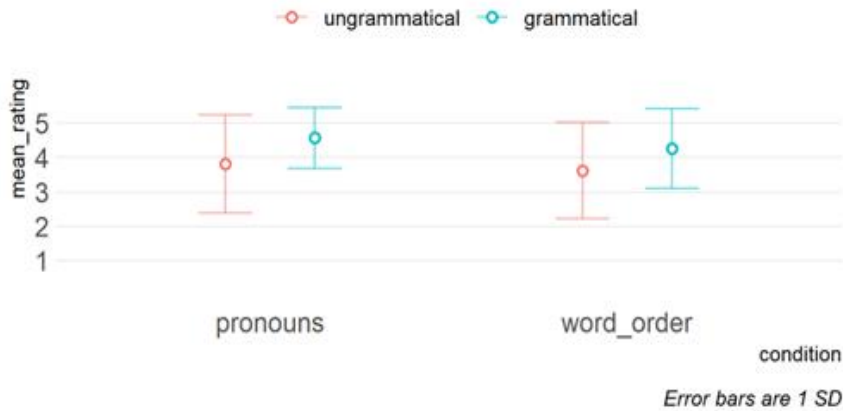 ungrammatical grammatical
mean_rating
5
4
3
2
1
pronouns word_order
condition
Error bars are 1 SD